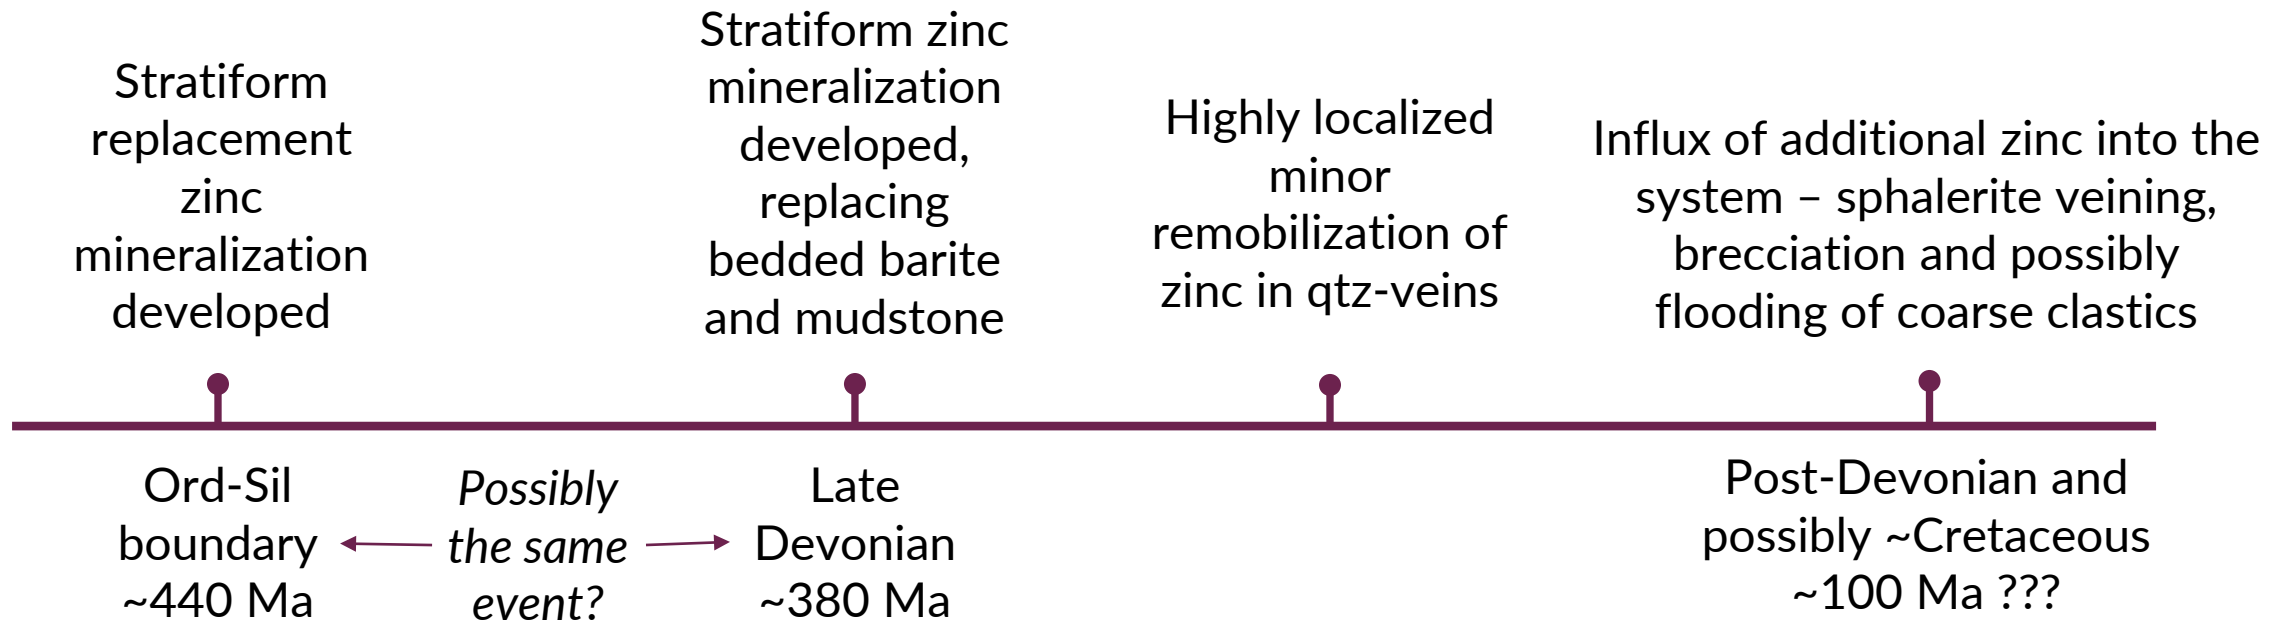 Stratiform
replacement
zinc
mineralization
developed
Stratiform zinc
mineralization
developed,
replacing
bedded barite
and mudstone
Highly localized
minor
remobilization of
zinc in qtz-veins
Influx of additional zinc into the
system – sphalerite veining,
brecciation and possibly
flooding of coarse clastics
Ord-Sil
boundary
~440 Ma
Possibly
the same
event?
Late
Devonian
~380 Ma
Post-Devonian and
possibly ~Cretaceous
~100 Ma ???